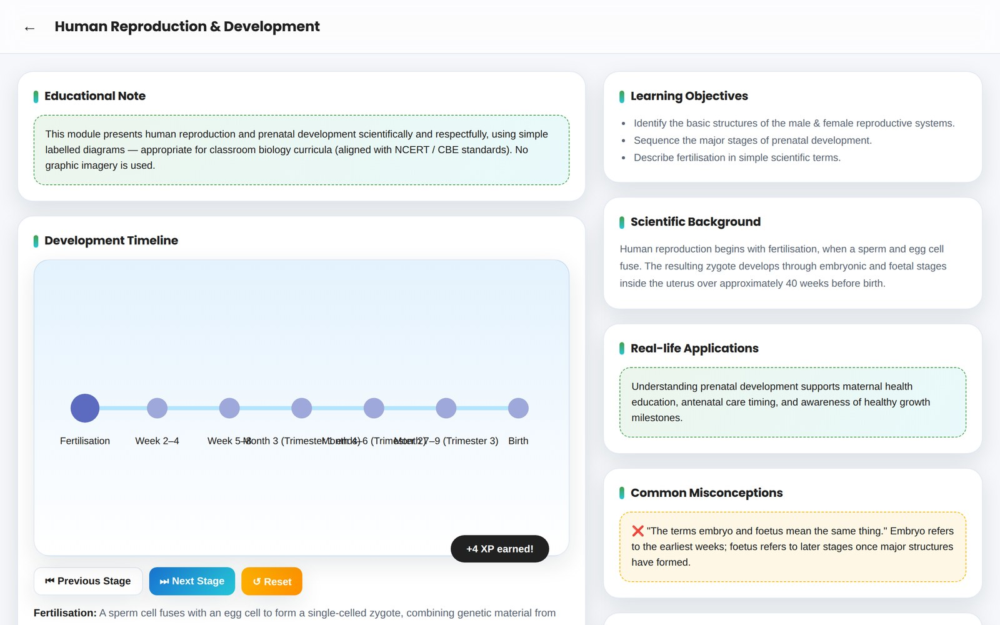 ← Human Reproduction & Development
Educational Note
This module presents human reproduction and prenatal development scientifically and respectfully, using simple
labelled diagrams — appropriate for classroom biology curricula (aligned with NCERT / CBE standards). No
graphic imagery is used.
Development Timeline
Fertilisation
Week 2–4
Week 5–8
Month 3 (Trimester 1 ends)
Month 4–6 (Trimester 2)
Month 7–9 (Trimester 3)
Birth
+4 XP earned!
⏮ Previous Stage
⏭ Next Stage
↺ Reset
Fertilisation: A sperm cell fuses with an egg cell to form a single-celled zygote, combining genetic material from
Learning Objectives
• Identify the basic structures of the male & female reproductive systems.
• Sequence the major stages of prenatal development.
• Describe fertilisation in simple scientific terms.
Scientific Background
Human reproduction begins with fertilisation, when a sperm and egg cell
fuse. The resulting zygote develops through embryonic and foetal stages
inside the uterus over approximately 40 weeks before birth.
Real-life Applications
Understanding prenatal development supports maternal health
education, antenatal care timing, and awareness of healthy growth
milestones.
Common Misconceptions
❌ "The terms embryo and foetus mean the same thing." Embryo refers
to the earliest weeks; foetus refers to later stages once major structures
have formed.